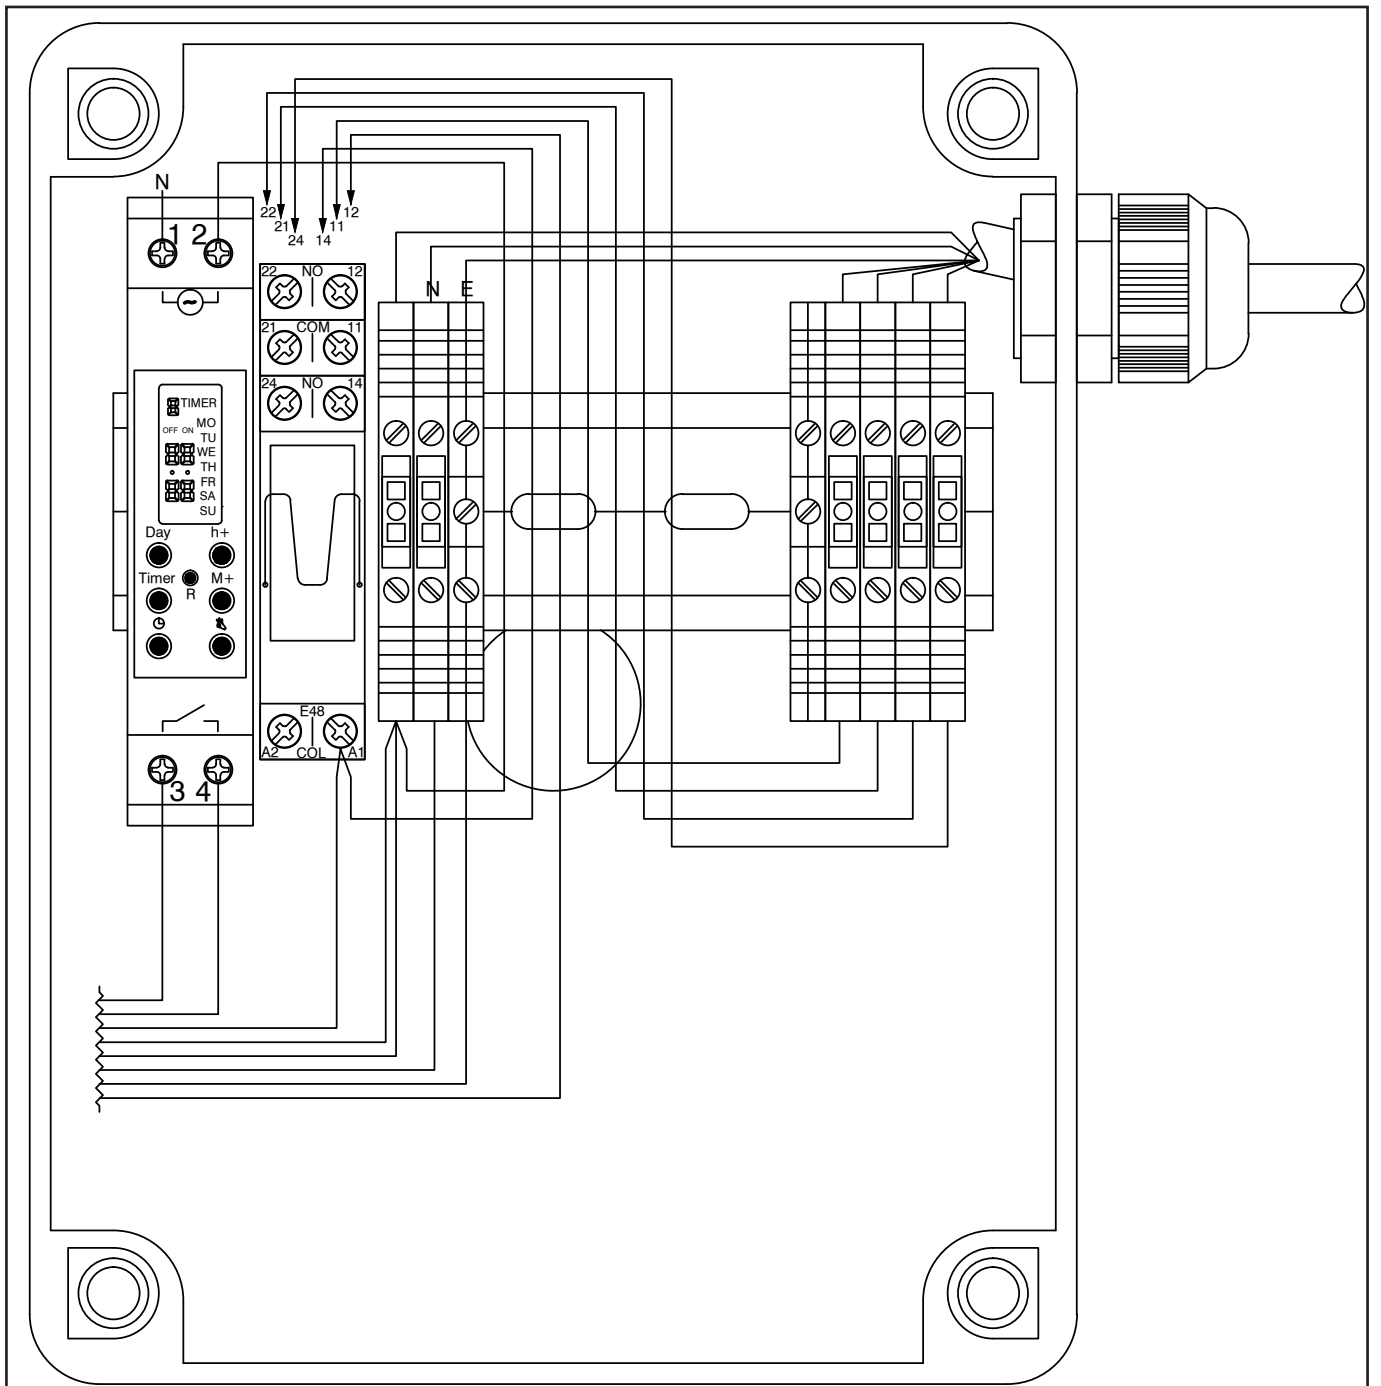 N
1 2
22 12
21 11
24 14
22 NO 12
21 COM 11
24 NO 14
N E
TIMER
OFF ON MO
TU
WE
TH
FR
SA
SU
Day h+
Timer M+
R
E48
A2 COL A1
3 4